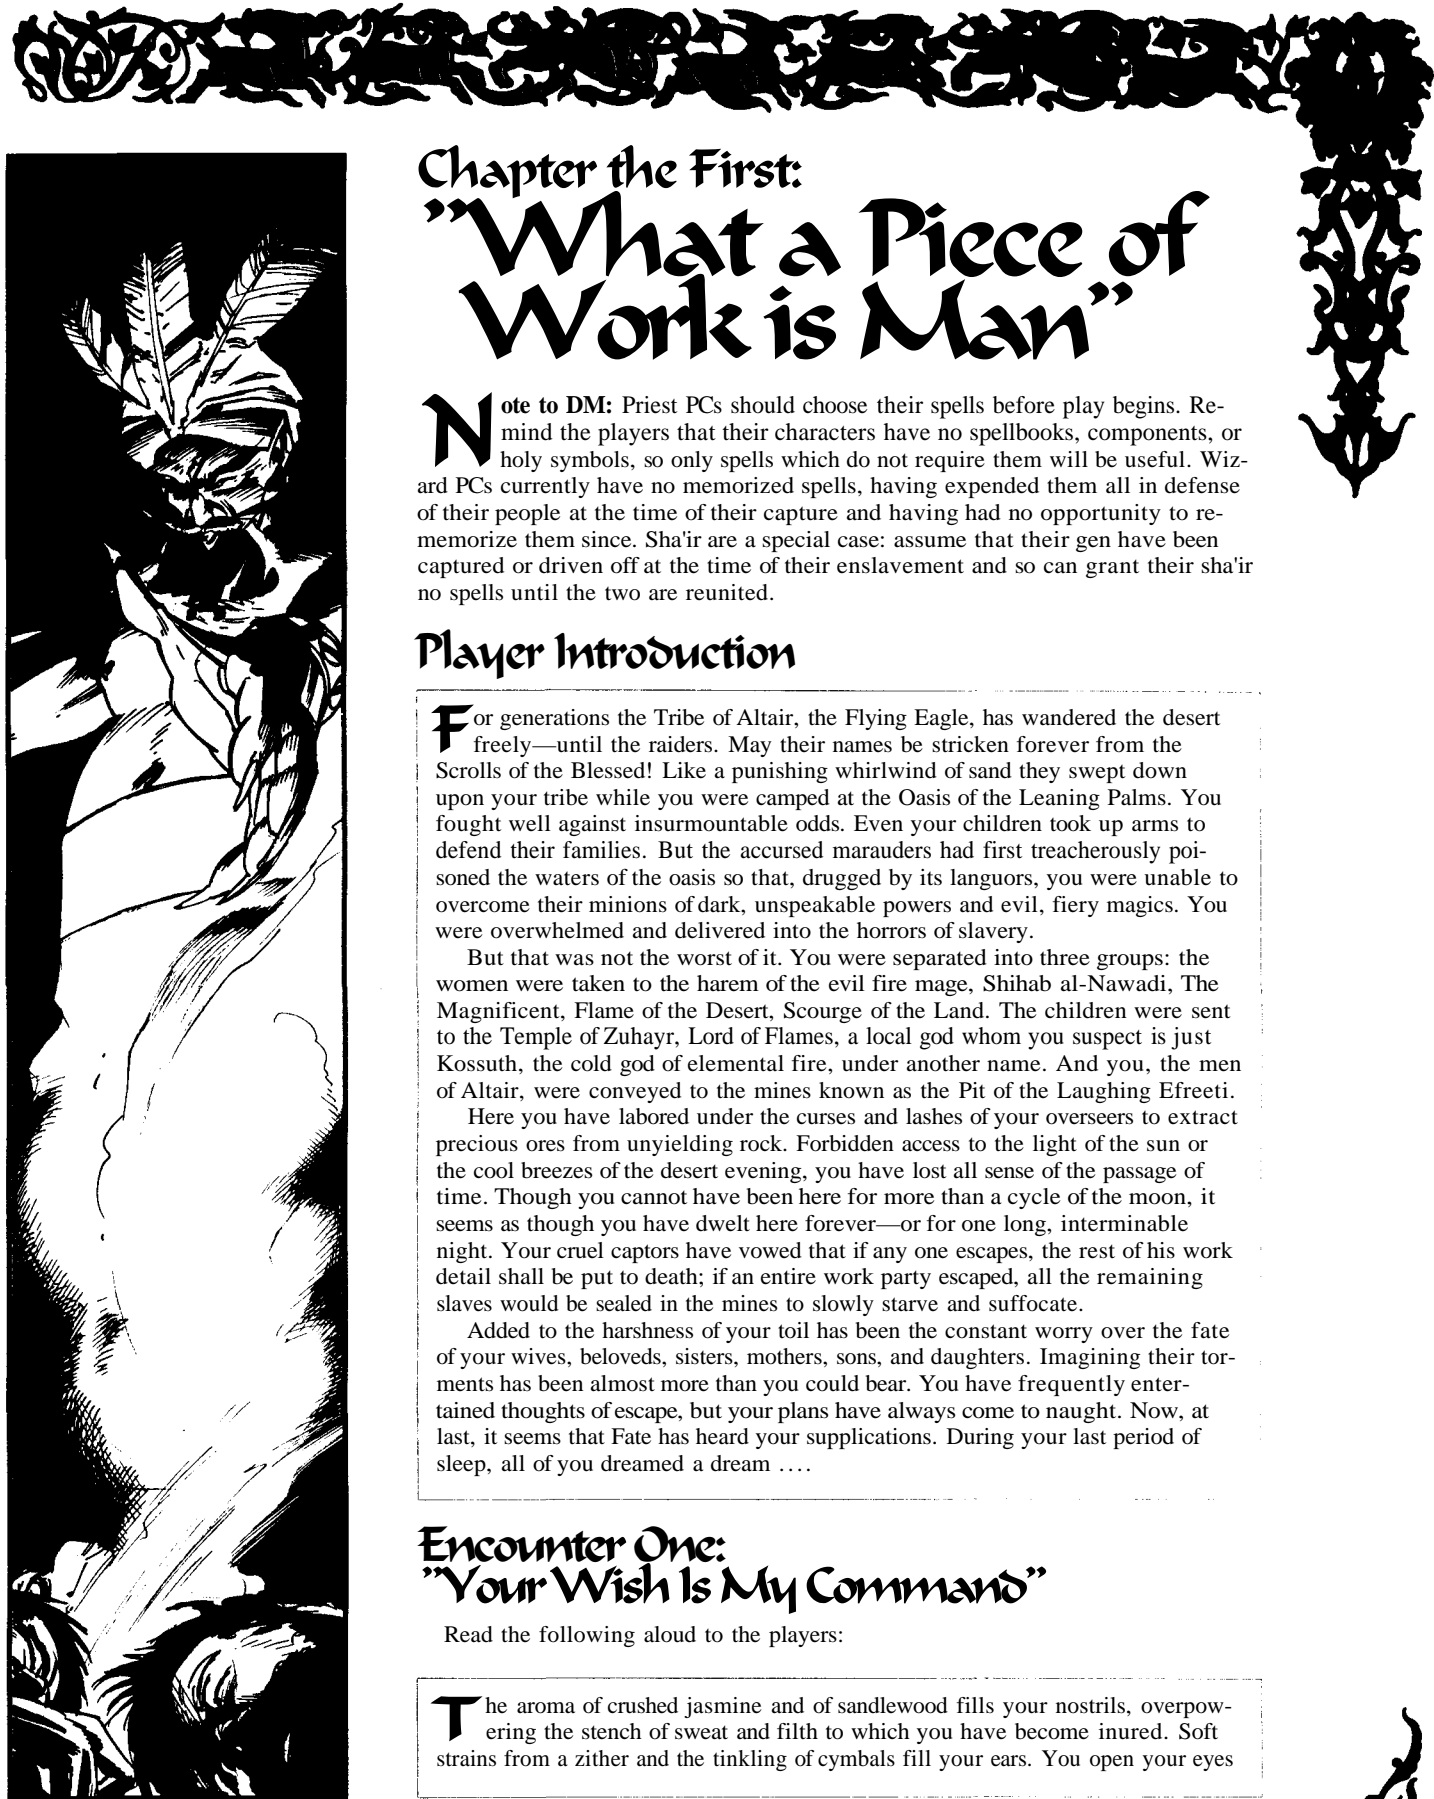 Chapter the First:
”What a Piece of
Work is Man”
Note to DM: Priest PCs should choose their spells before play begins. Re-
mind the players that their characters have no spellbooks, components, or
holy symbols, so only spells which do not require them will be useful. Wiz-
ard PCs currently have no memorized spells, having expended them all in defense
of their people at the time of their capture and having had no opportunity to re-
memorize them since. Sha'ir are a special case: assume that their gen have been
captured or driven off at the time of their enslavement and so can grant their sha'ir
no spells until the two are reunited.
Player Introduction
For generations the Tribe of Altair, the Flying Eagle, has wandered the desert
freely—until the raiders. May their names be stricken forever from the
Scrolls of the Blessed! Like a punishing whirlwind of sand they swept down
upon your tribe while you were camped at the Oasis of the Leaning Palms. You
fought well against insurmountable odds. Even your children took up arms to
defend their families. But the accursed marauders had first treacherously poi-
soned the waters of the oasis so that, drugged by its languors, you were unable to
overcome their minions of dark, unspeakable powers and evil, fiery magics. You
were overwhelmed and delivered into the horrors of slavery.
But that was not the worst of it. You were separated into three groups: the
women were taken to the harem of the evil fire mage, Shihab al-Nawadi, The
Magnificent, Flame of the Desert, Scourge of the Land. The children were sent
to the Temple of Zuhayr, Lord of Flames, a local god whom you suspect is just
Kossuth, the cold god of elemental fire, under another name. And you, the men
of Altair, were conveyed to the mines known as the Pit of the Laughing Efreeti.
Here you have labored under the curses and lashes of your overseers to extract
precious ores from unyielding rock. Forbidden access to the light of the sun or
the cool breezes of the desert evening, you have lost all sense of the passage of
time. Though you cannot have been here for more than a cycle of the moon, it
seems as though you have dwelt here forever—or for one long, interminable
night. Your cruel captors have vowed that if any one escapes, the rest of his work
detail shall be put to death; if an entire work party escaped, all the remaining
slaves would be sealed in the mines to slowly starve and suffocate.
Added to the harshness of your toil has been the constant worry over the fate
of your wives, beloveds, sisters, mothers, sons, and daughters. Imagining their tor-
ments has been almost more than you could bear. You have frequently enter-
tained thoughts of escape, but your plans have always come to naught. Now, at
last, it seems that Fate has heard your supplications. During your last period of
sleep, all of you dreamed a dream ....
Encounter One:
”Your Wish Is My Command”
Read the following aloud to the players:
The aroma of crushed jasmine and of sandlewood fills your nostrils, overpow-
ering the stench of sweat and filth to which you have become inured. Soft
strains from a zither and the tinkling of cymbals fill your ears. You open your eyes